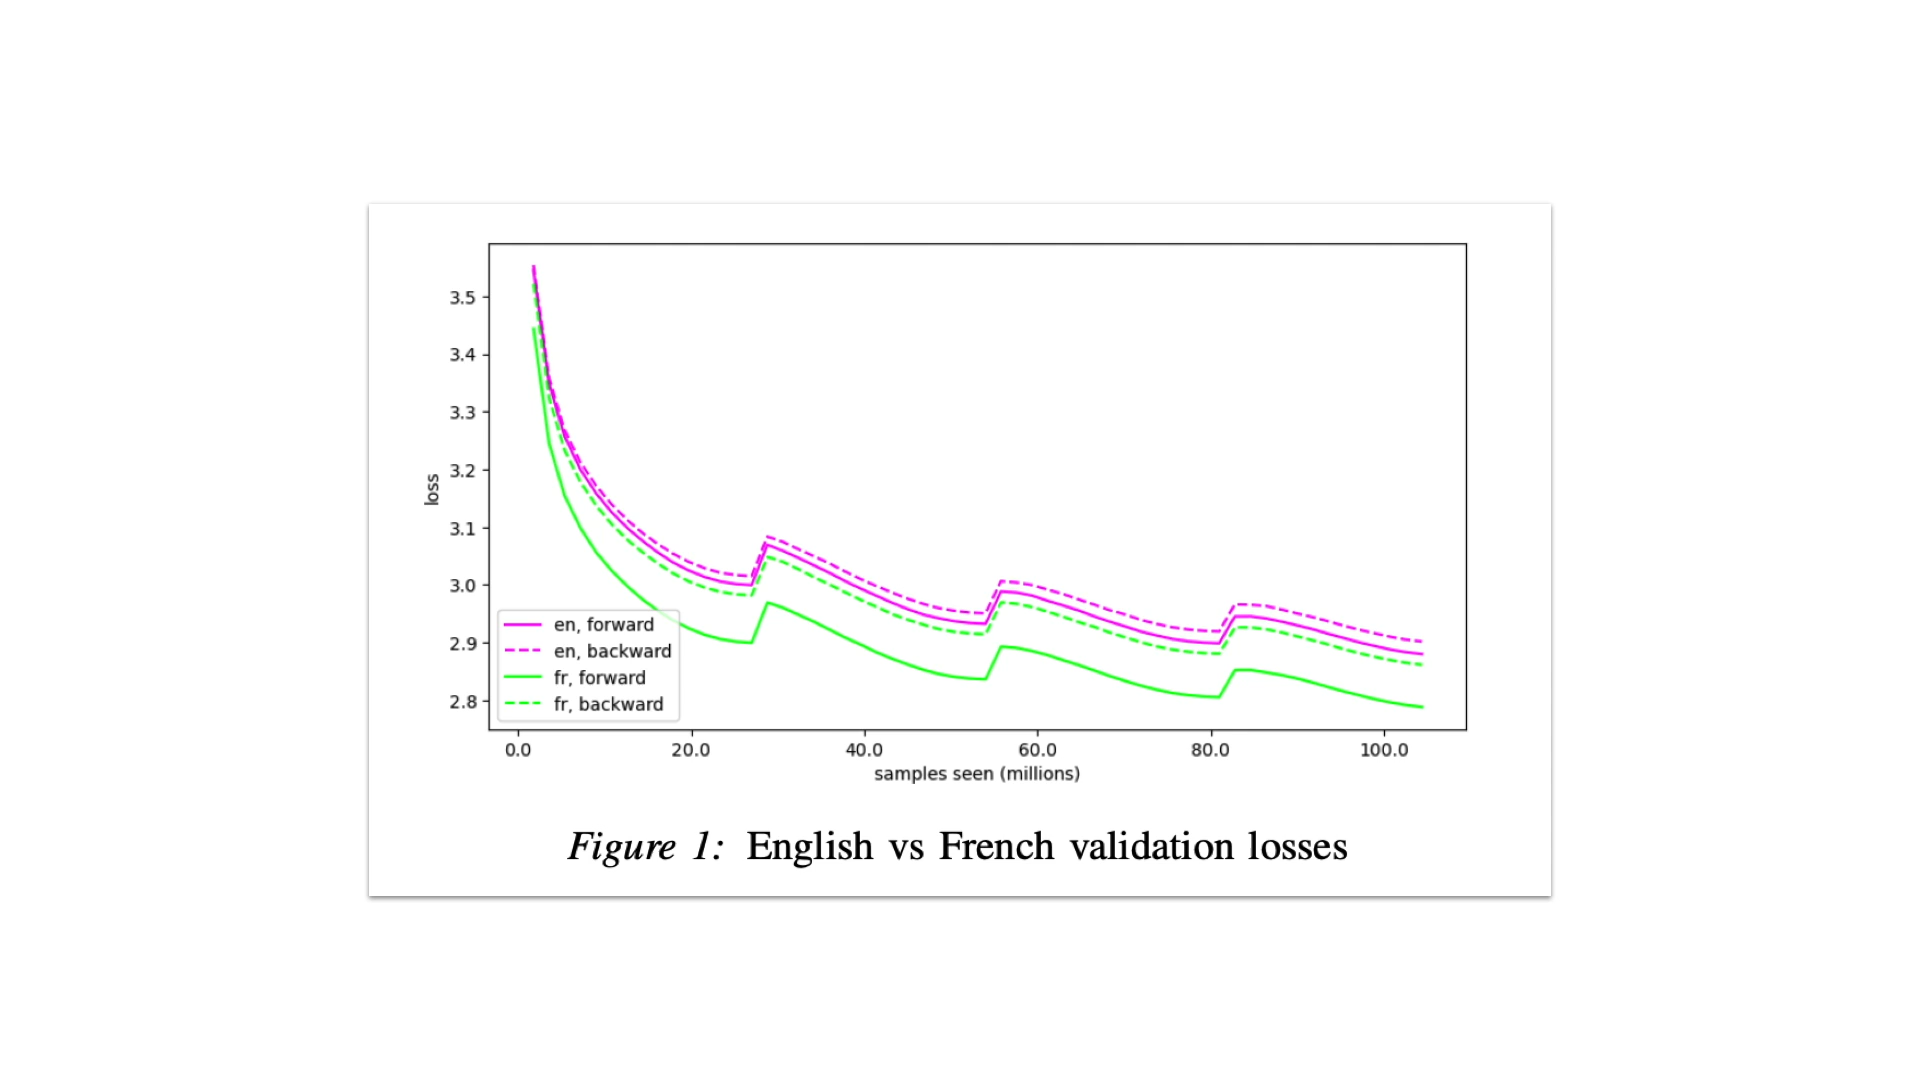 3.5
3.4
3.3
3.2
3.1
3.0
2.9
2.8
loss
en, forward
en, backward
fr, forward
fr, backward
0.0 20.0 40.0 60.0 80.0 100.0
samples seen (millions)
Figure 1: English vs French validation losses